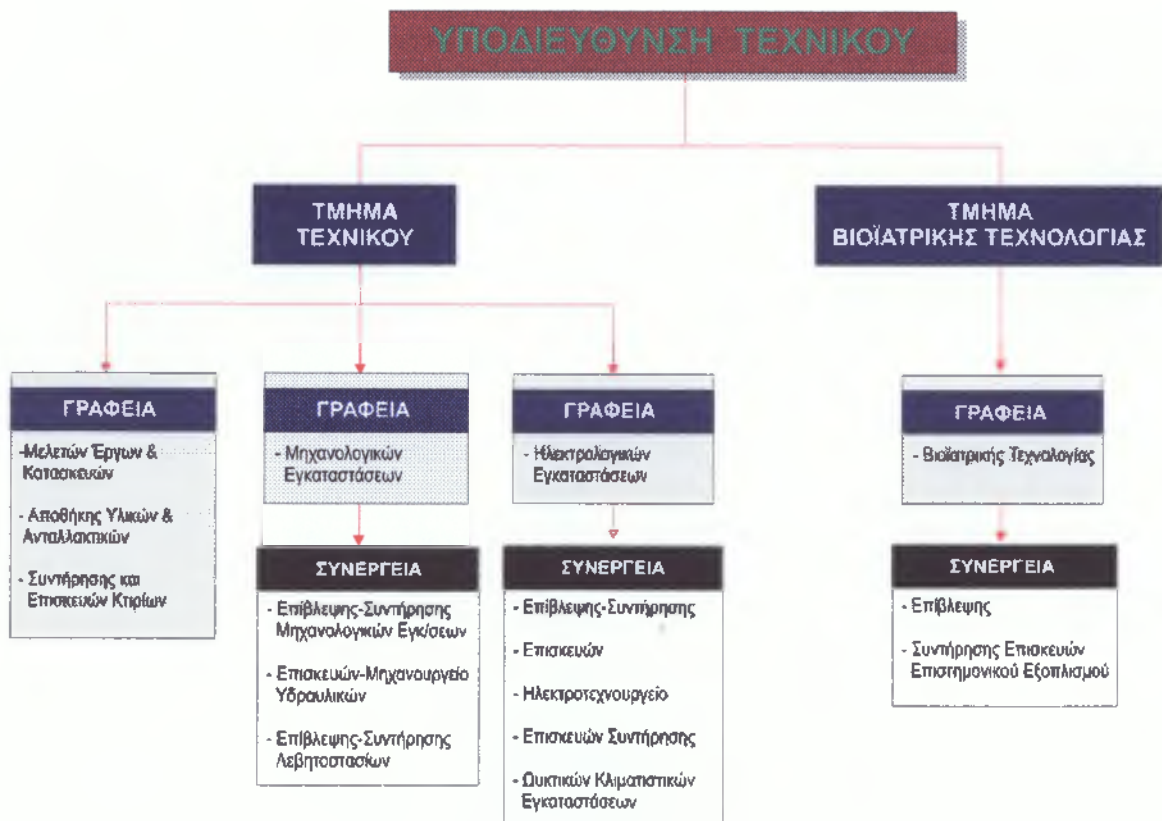 ΥΠΟΔΙΕΥΘΥΝΣΗ ΤΕΧΝΙΚΟΥ
ΤΜΗΜΑ
ΤΕΧΝΙΚΟΥ
ΤΜΗΜΑ
ΒΙΟΪΑΤΡΙΚΗΣ ΤΕΧΝΟΛΟΓΙΑΣ
ΓΡΑΦΕΙΑ
-Μελετών Έργων &
Κατασκευών
- Αποθήκης Υλικών &
Ανταλλακτικών
- Συντήρησης και
Επισκευών Κτιρίων
ΓΡΑΦΕΙΑ
- Μηχανολογικών
Εγκαταστάσεων
ΣΥΝΕΡΓΕΙΑ
- Επίβλεψης-Συντήρησης
Μηχανολογικών Εγκ/σεων
- Επισκευών-Μηχανουργείο
Υδραυλικών
- Επίβλεψης-Συντήρησης
Λεβητοστασίων
ΓΡΑΦΕΙΑ
- Ηλεκτρολογικών
Εγκαταστάσεων
ΣΥΝΕΡΓΕΙΑ
- Επίβλεψης-Συντήρησης
- Επισκευών
- Ηλεκτροτεχνουργείο
- Επισκευών Συντήρησης
- Ωυκτικών Κλιματιστικών
Εγκαταστάσεων
ΓΡΑΦΕΙΑ
- Βιοϊατρικής Τεχνολογίας
ΣΥΝΕΡΓΕΙΑ
- Επίβλεψης
- Συντήρησης Επισκευών
Επιστημονικού Εξοπλισμού